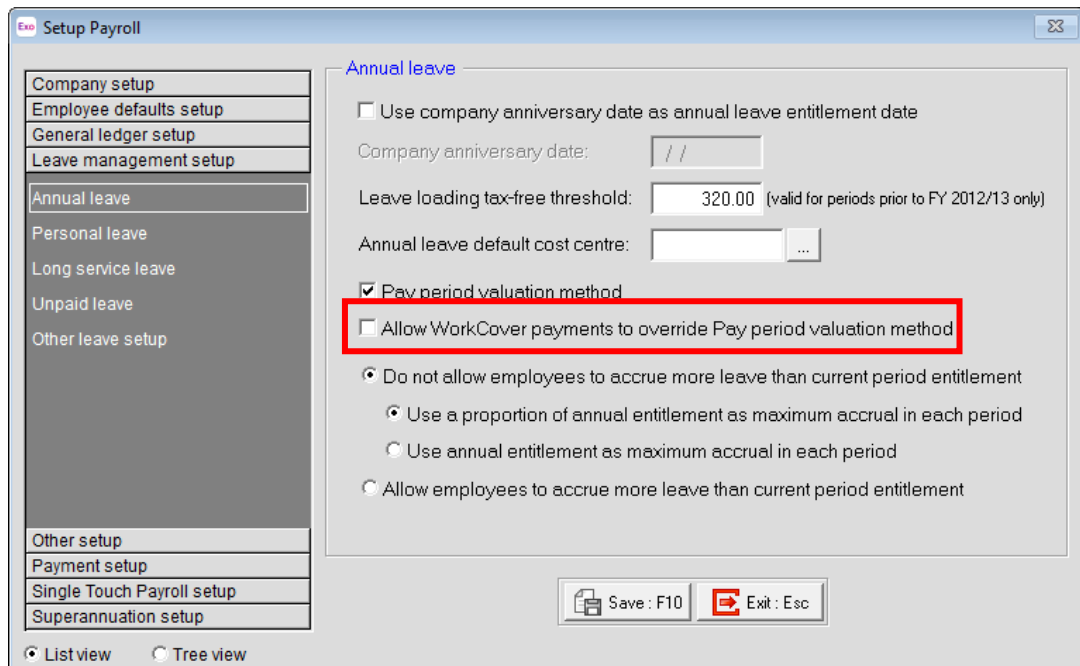 Exo Setup Payroll
Company setup
Employee defaults setup
General ledger setup
Leave management setup
Annual leave
Personal leave
Long service leave
Unpaid leave
Other leave setup
Other setup
Payment setup
Single Touch Payroll setup
Superannuation setup
List view Tree view
Annual leave
Use company anniversary date as annual leave entitlement date
Company anniversary date: / /
Leave loading tax-free threshold: 320.00 (valid for periods prior to FY 2012/13 only)
Annual leave default cost centre: ...
Pay period valuation method
Allow WorkCover payments to override Pay period valuation method
Do not allow employees to accrue more leave than current period entitlement
Use a proportion of annual entitlement as maximum accrual in each period
Use annual entitlement as maximum accrual in each period
Allow employees to accrue more leave than current period entitlement
Save : F10 Exit : Esc